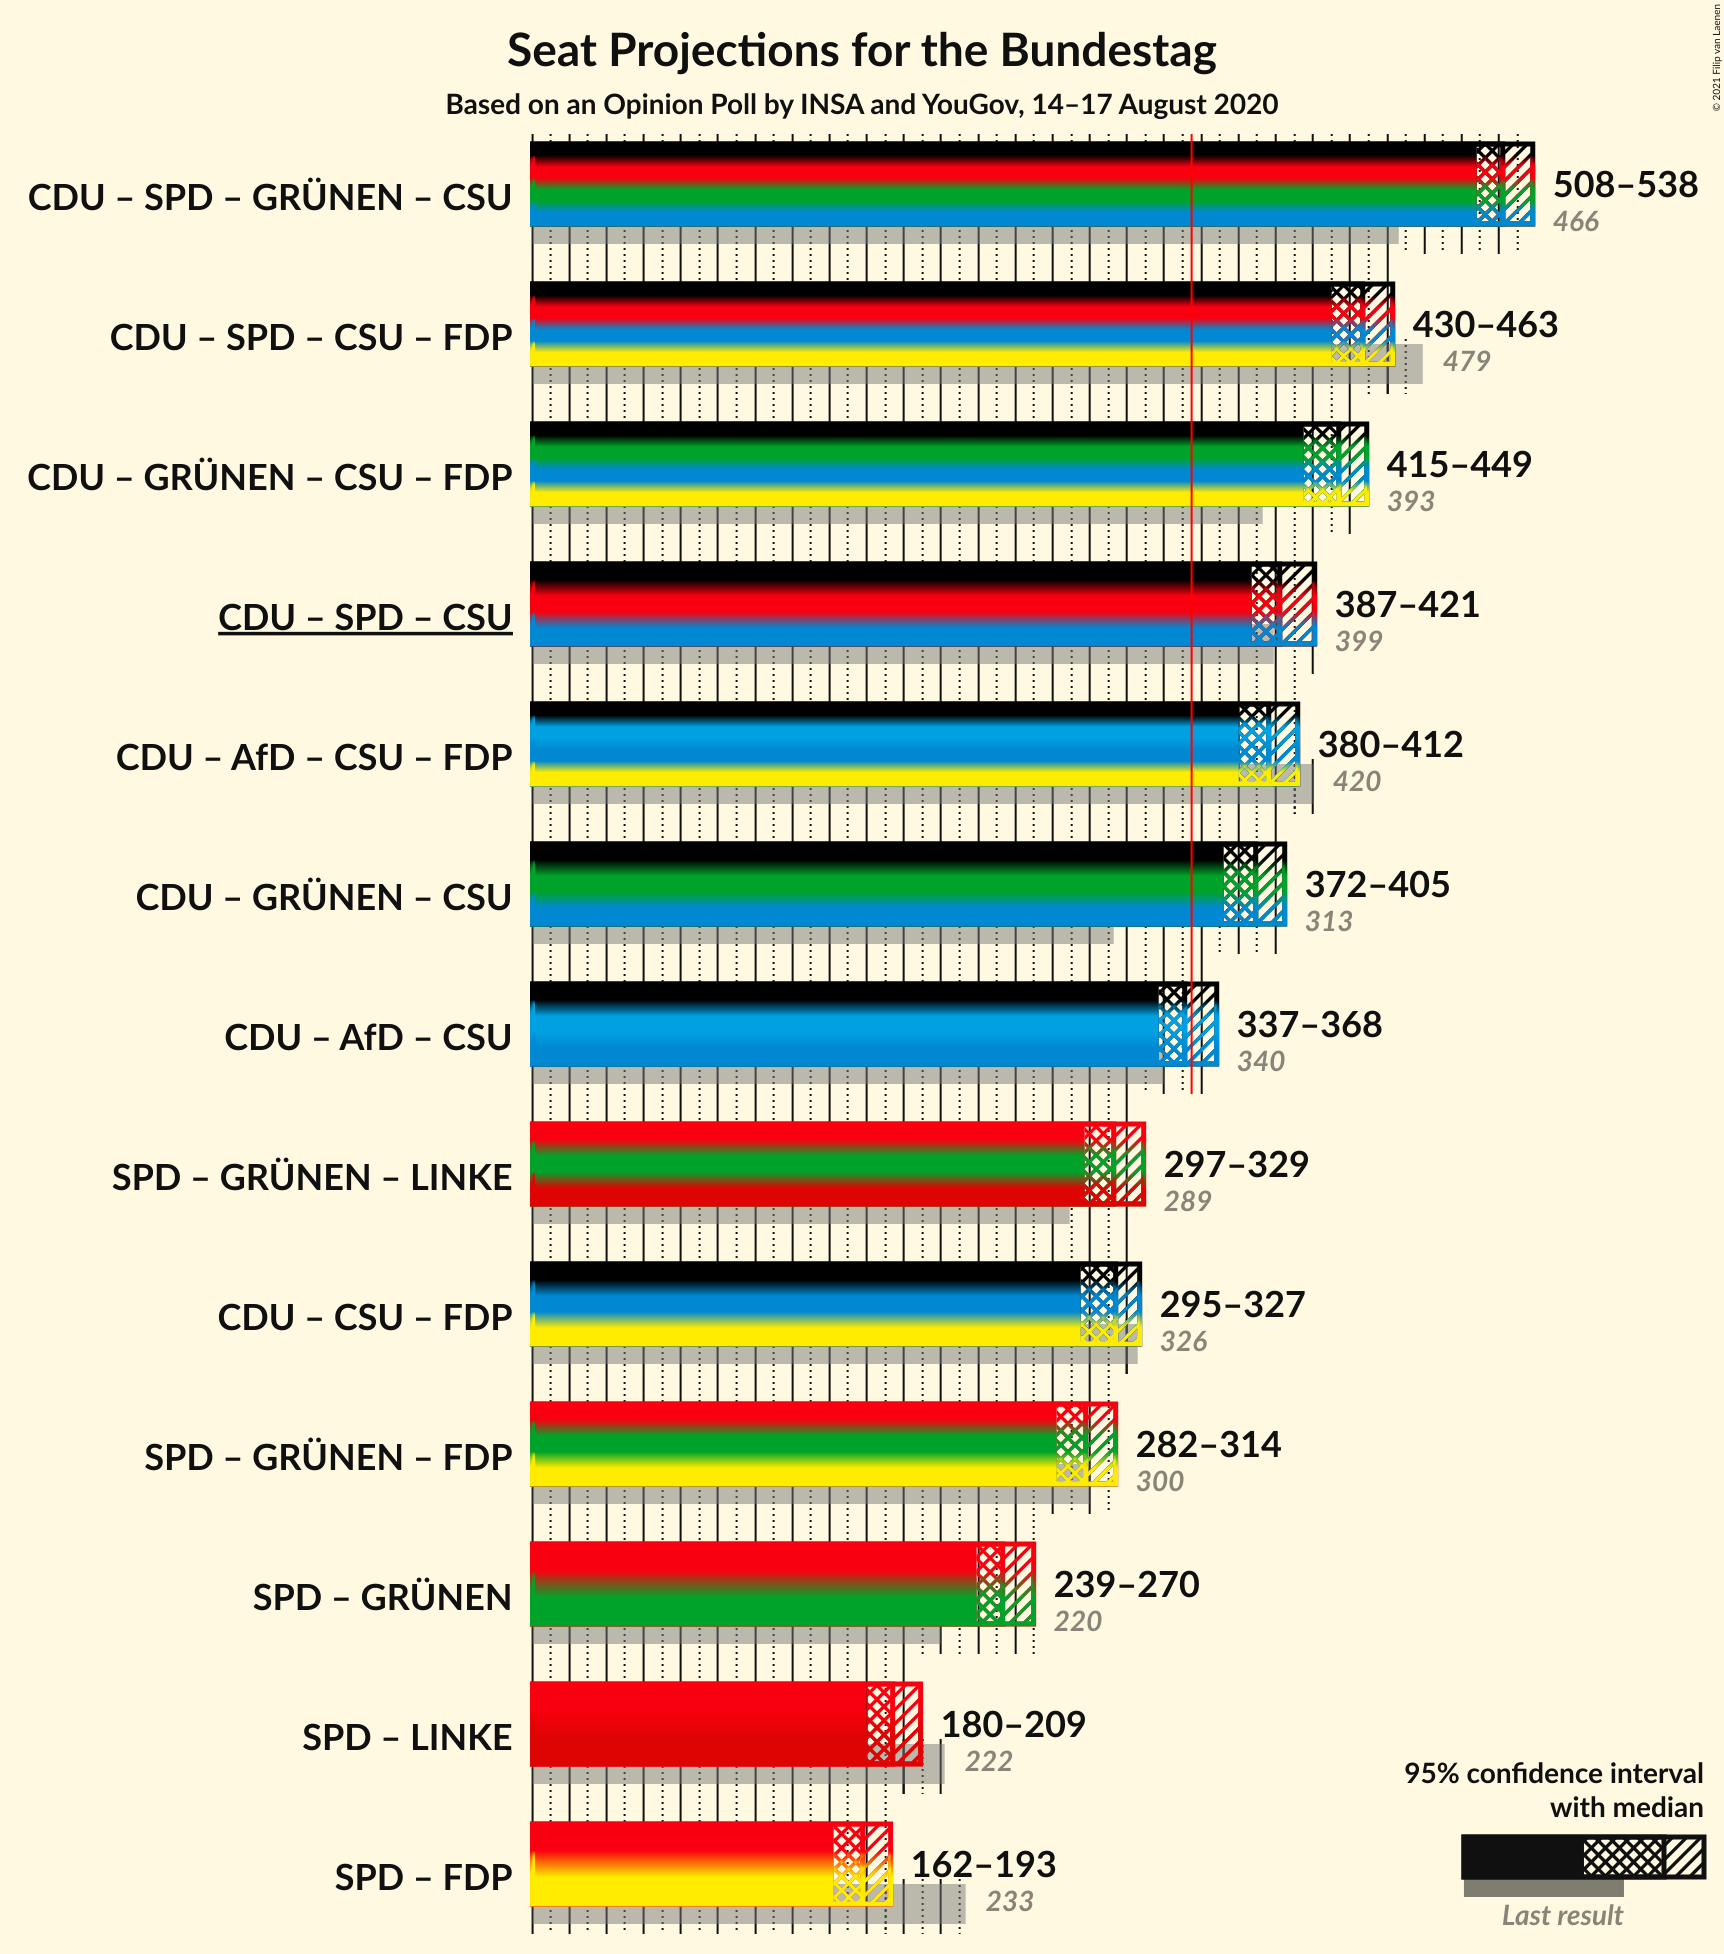 Seat Projections for the Bundestag
Based on an Opinion Poll by INSA and YouGov, 14–17 August 2020
© 2021 Filip van Laenen
CDU – SPD – GRÜNEN – CSU
508–538
466
CDU – SPD – CSU – FDP
430–463
479
CDU – GRÜNEN – CSU – FDP
415–449
393
CDU – SPD – CSU
387–421
399
CDU – AfD – CSU – FDP
380–412
420
CDU – GRÜNEN – CSU
372–405
313
CDU – AfD – CSU
337–368
340
SPD – GRÜNEN – LINKE
297–329
289
CDU – CSU – FDP
295–327
326
SPD – GRÜNEN – FDP
282–314
300
SPD – GRÜNEN
239–270
220
SPD – LINKE
180–209
222
SPD – FDP
162–193
233
95% confidence interval
with median
Last result